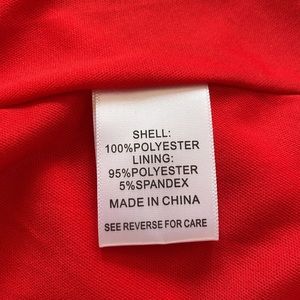 SHELL:
100%POLYESTER
LINING:
95%POLYESTER
5%SPANDEX
MADE IN CHINA
SEE REVERSE FOR CARE